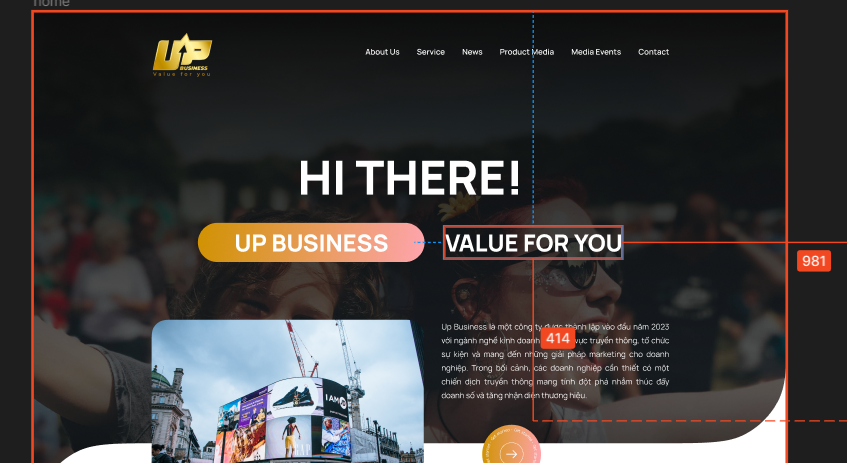 home
UP
BUSINESS
Value for you
About Us
Service
News
Product Media
Media Events
Contact
HI THERE!
UP BUSINESS
VALUE FOR YOU
981
414
Up Business là một công ty được thành lập vào đầu năm 2023
với ngành nghề kinh doanh vực truyền thông, tổ chức
sự kiện và mang đến những giải pháp marketing cho doanh
nghiệp. Trong bối cảnh, các doanh nghiệp cần thiết có một
chiến dịch truyền thông mang tính đột phá nhằm thúc đẩy
doanh số và tăng nhận diện thương hiệu.
I AM